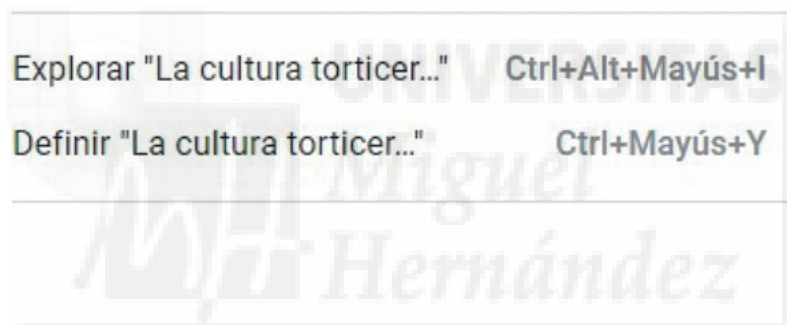 Explorar "La cultura torticer..." Ctrl+Alt+Mayús+I
Definir "La cultura torticer..." Ctrl+Mayús+Y
UNIVERSITAS
Miguel
Hernández